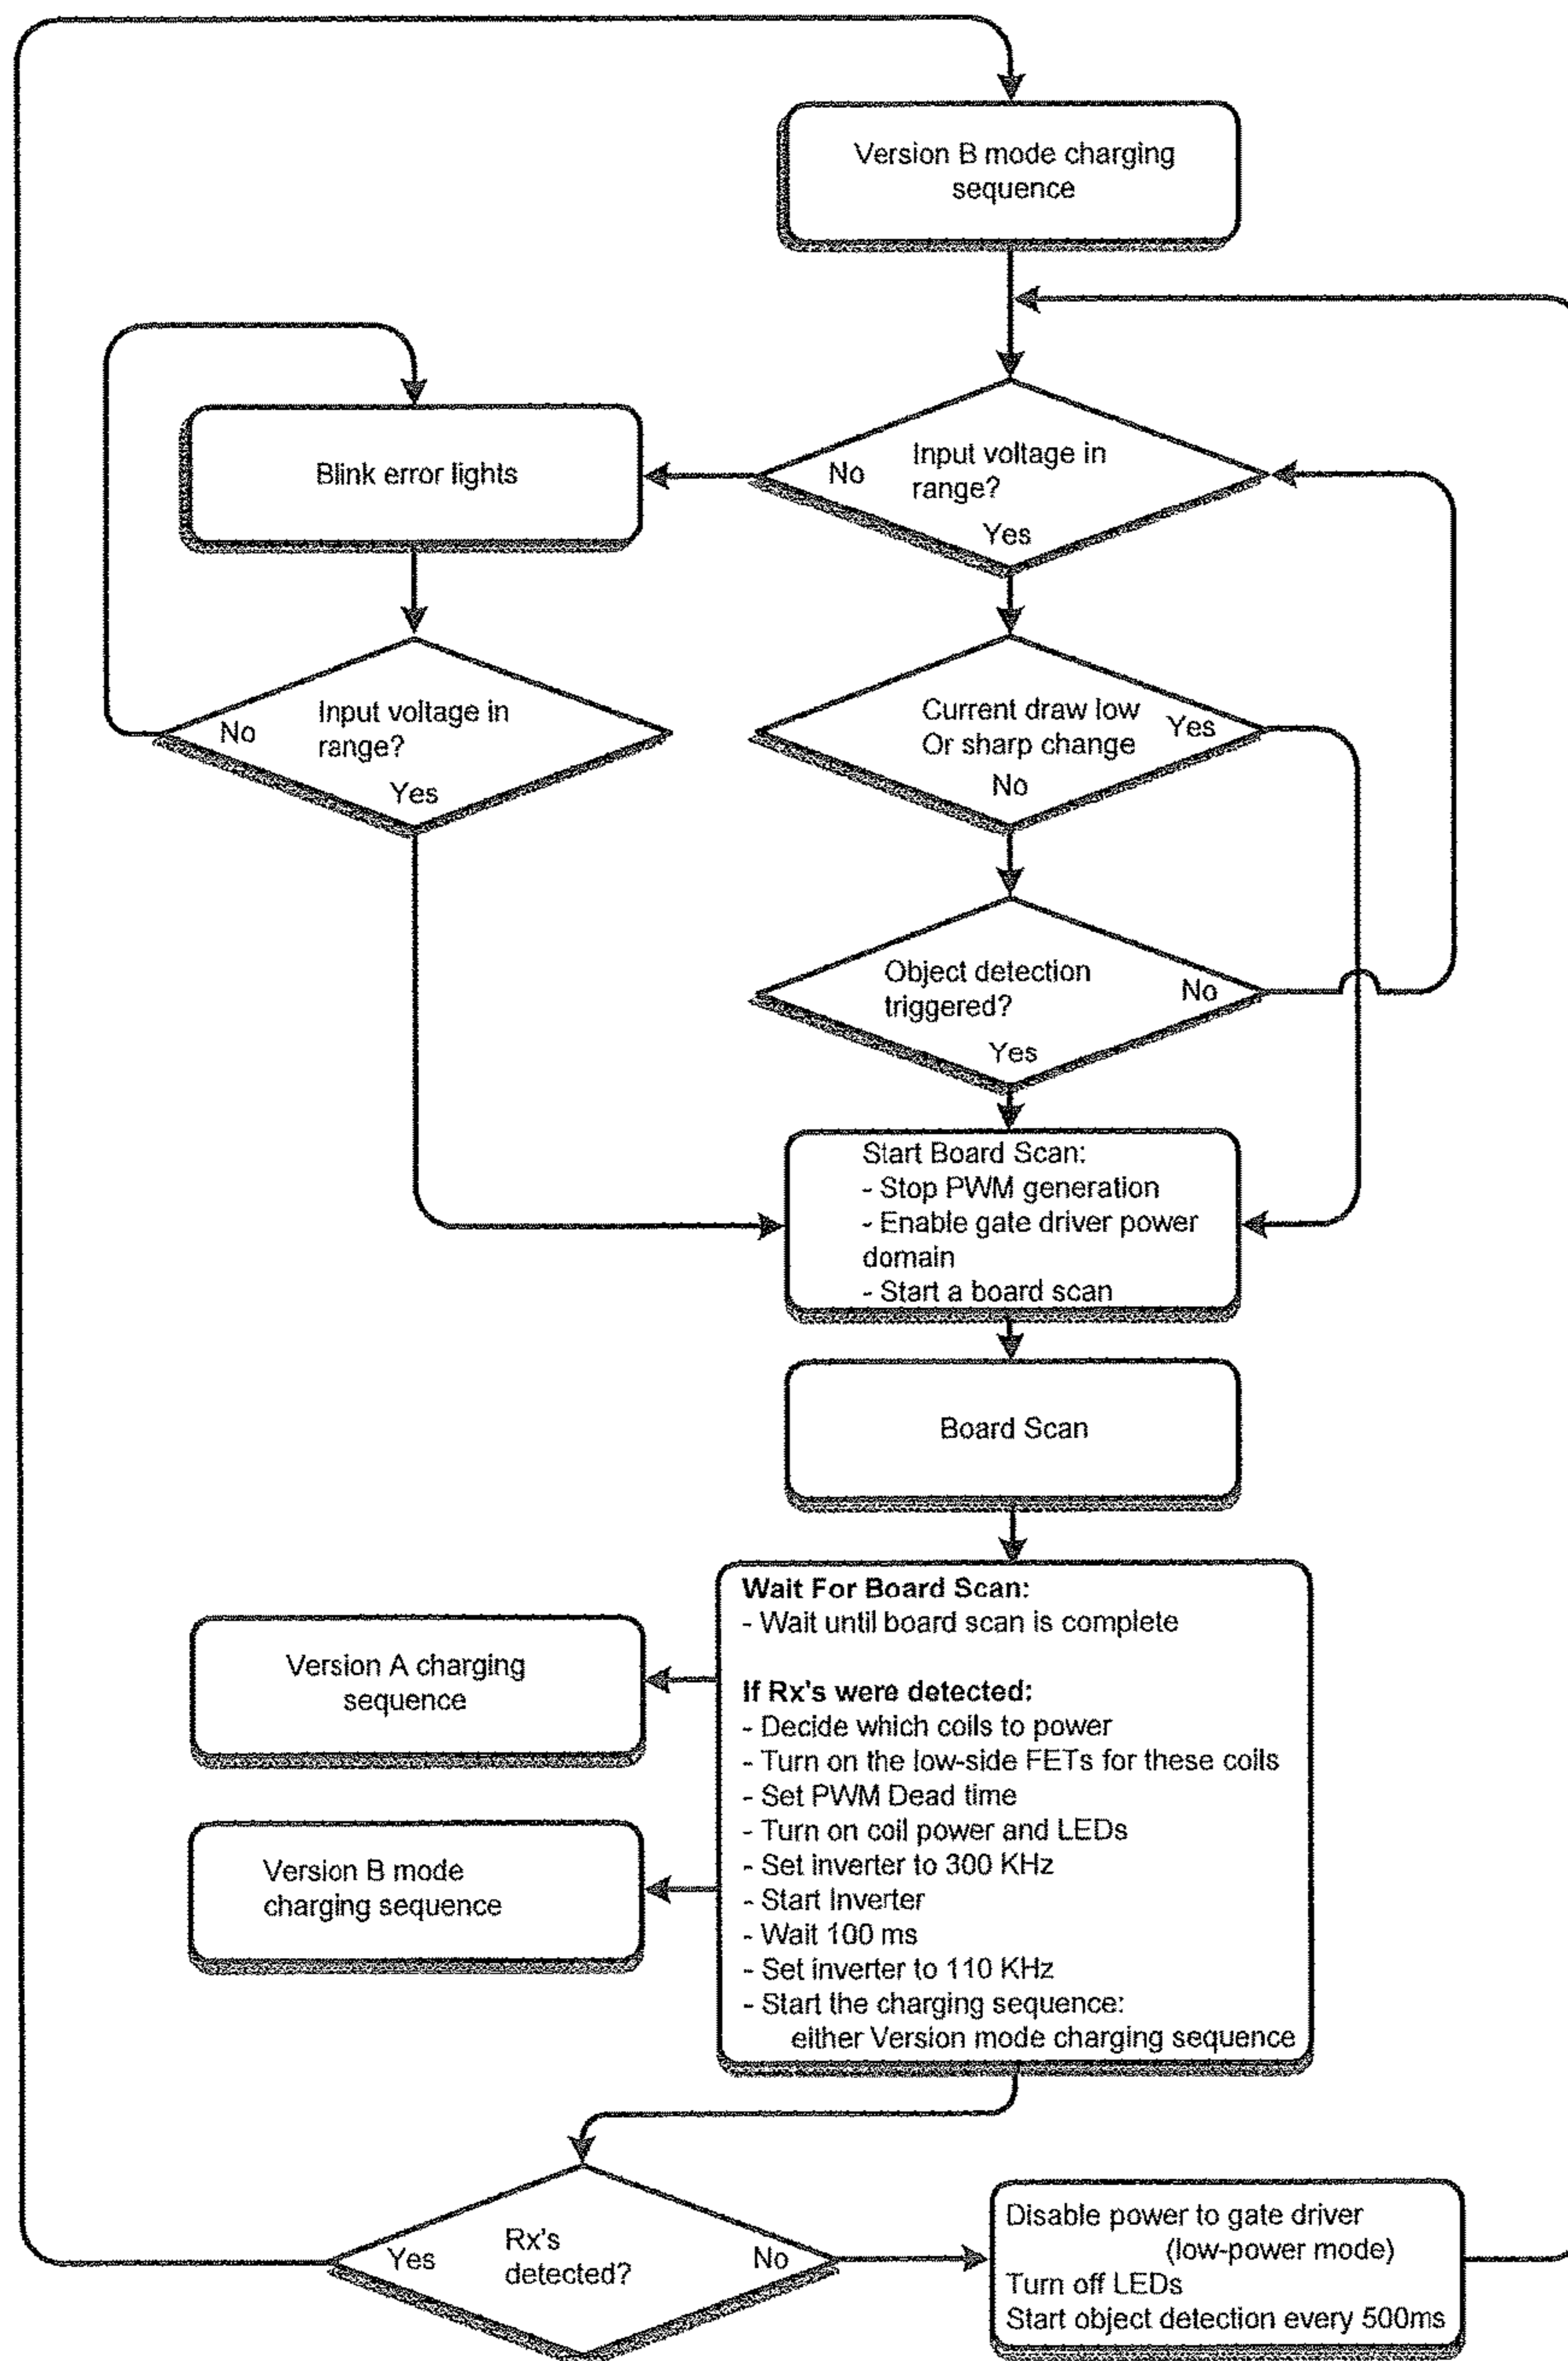 Version B mode charging
sequence
Blink error lights
No
Input voltage in
range?
Yes
No
Input voltage in
range?
Yes
Current draw low
Or sharp change
Yes
No
Object detection
triggered?
No
Yes
Start Board Scan:
- Stop PWM generation
- Enable gate driver power
domain
- Start a board scan
Board Scan
Wait For Board Scan:
- Wait until board scan is complete
If Rx's were detected:
- Decide which coils to power
- Turn on the low-side FETs for these coils
- Set PWM Dead time
- Turn on coil power and LEDs
- Set inverter to 300 KHz
- Start Inverter
- Wait 100 ms
- Set inverter to 110 KHz
- Start the charging sequence:
either Version mode charging sequence
Version A charging
sequence
Version B mode
charging sequence
Yes
Rx's
detected?
No
Disable power to gate driver
(low-power mode)
Turn off LEDs
Start object detection every 500ms